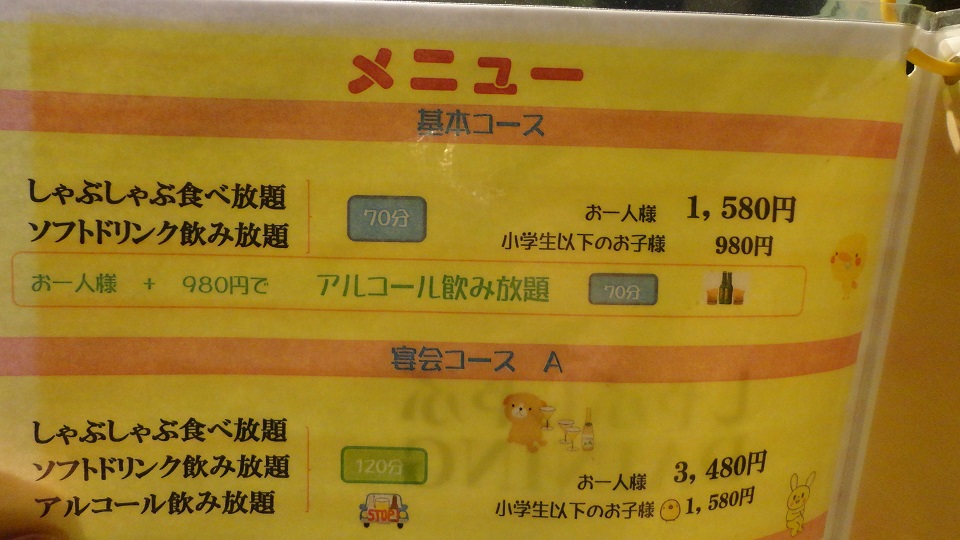 メニュー
基本コース
しゃぶしゃぶ食べ放題
ソフトドリンク飲み放題
70分
お一人様 1,580円
小学生以下のお子様 980円
お一人様 + 980円で アルコール飲み放題 70分
宴会コース A
しゃぶしゃぶ食べ放題
ソフトドリンク飲み放題
アルコール飲み放題
120分
STOP!
お一人様 3,480円
小学生以下のお子様 1,580円